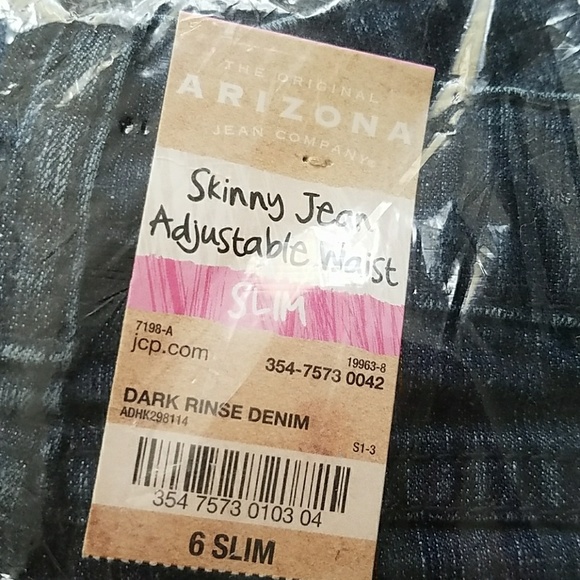 THE ORIGINAL
ARIZONA
JEAN COMPANY®
Skinny Jean
Adjustable Waist
SLIM
7198-A 19963-8
jcp.com 354-7573 0042
DARK RINSE DENIM
ADHK298114 S1-3
354 7573 0103 04
6 SLIM